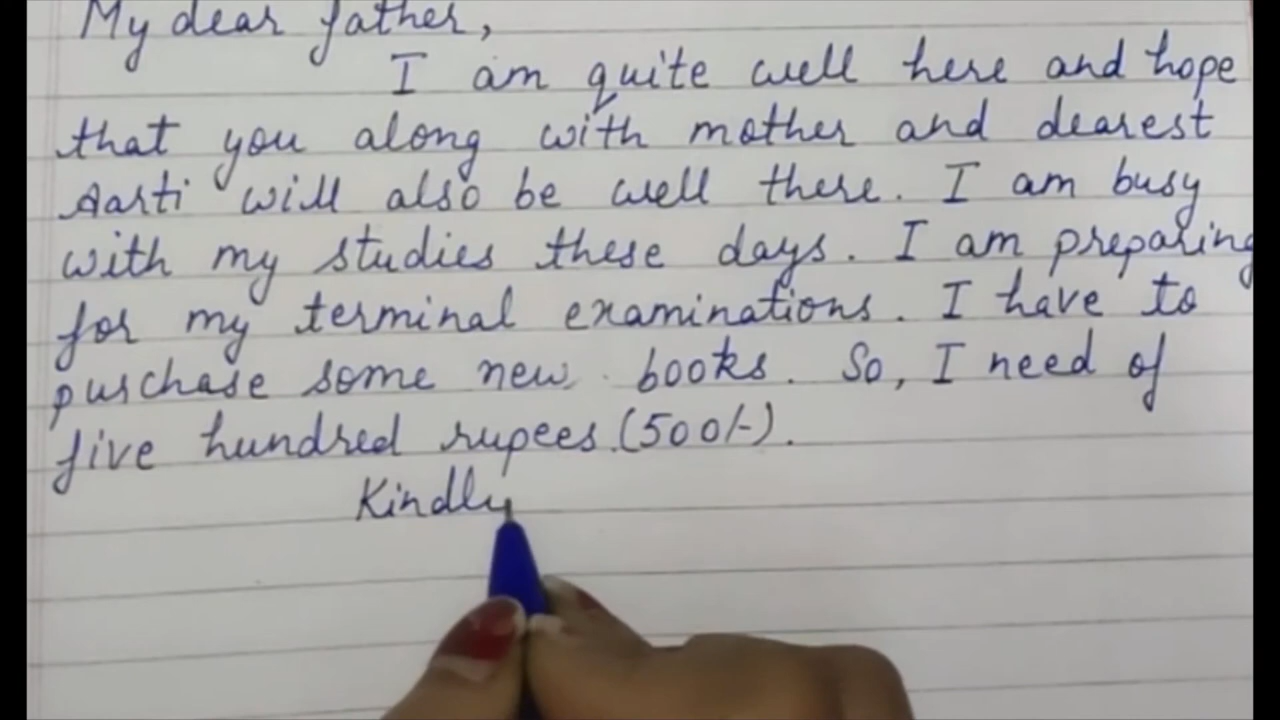 My dear father,
I am quite well here and hope
that you along with mother and dearest
Aarti will also be well there. I am busy
with my studies these days. I am preparing
for my terminal examinations. I have to
purchase some new books. So, I need of
five hundred rupees.(500/-).
Kindly